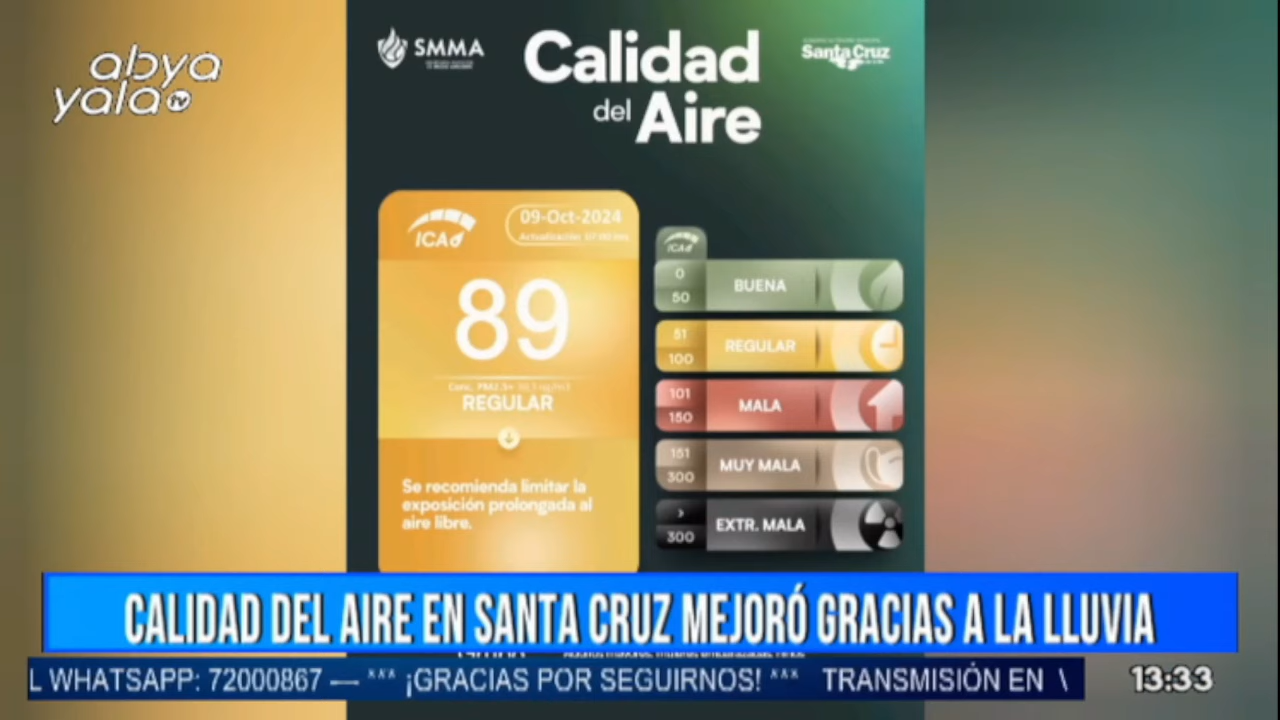 abya
yala tv
SMMA
Calidad
del Aire
Santa Cruz
ICA
09-Oct-2024
89
REGULAR
Se recomienda limitar la
exposición prolongada al
aire libre.
ICA
0
50
BUENA
51
100
REGULAR
101
150
MALA
151
300
MUY MALA
>
300
EXTR. MALA
CALIDAD DEL AIRE EN SANTA CRUZ MEJORÓ GRACIAS A LA LLUVIA
L WHATSAPP: 72000867 — *** ¡GRACIAS POR SEGUIRNOS! *** TRANSMISIÓN EN
13:33